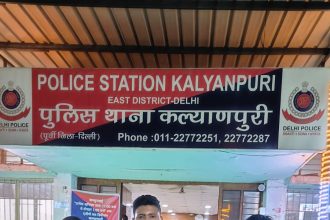 POLICE STATION KALYANPURI
EAST DISTRICT-DELHI
पुलिस थाना कल्याणपुरी
(पूर्वी जिला-दिल्ली)
Phone :011-22772251, 22772287
DELHI POLICE
DELHI POLICE